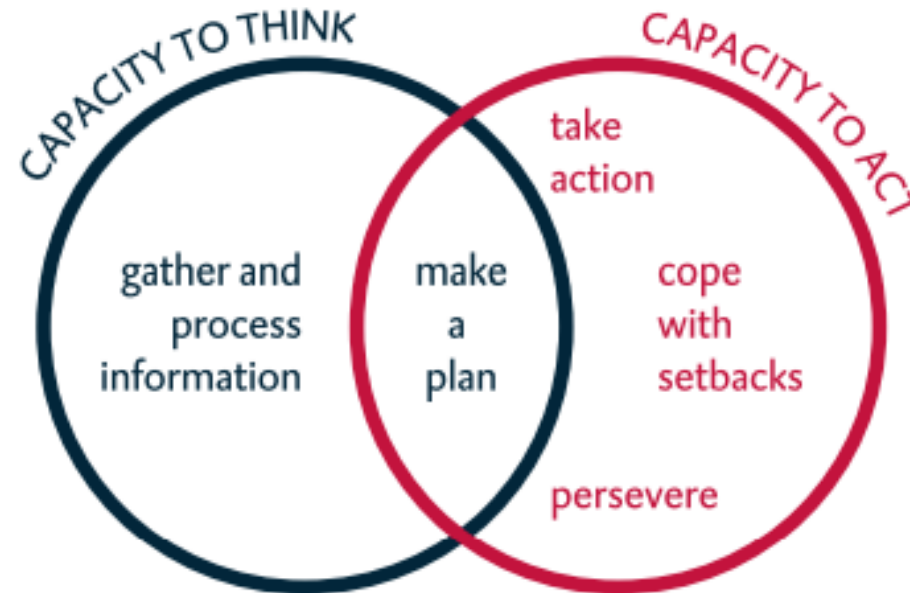 CAPACITY TO THINK
CAPACITY TO ACT
gather and
process
information
make
a
plan
take
action
cope
with
setbacks
persevere